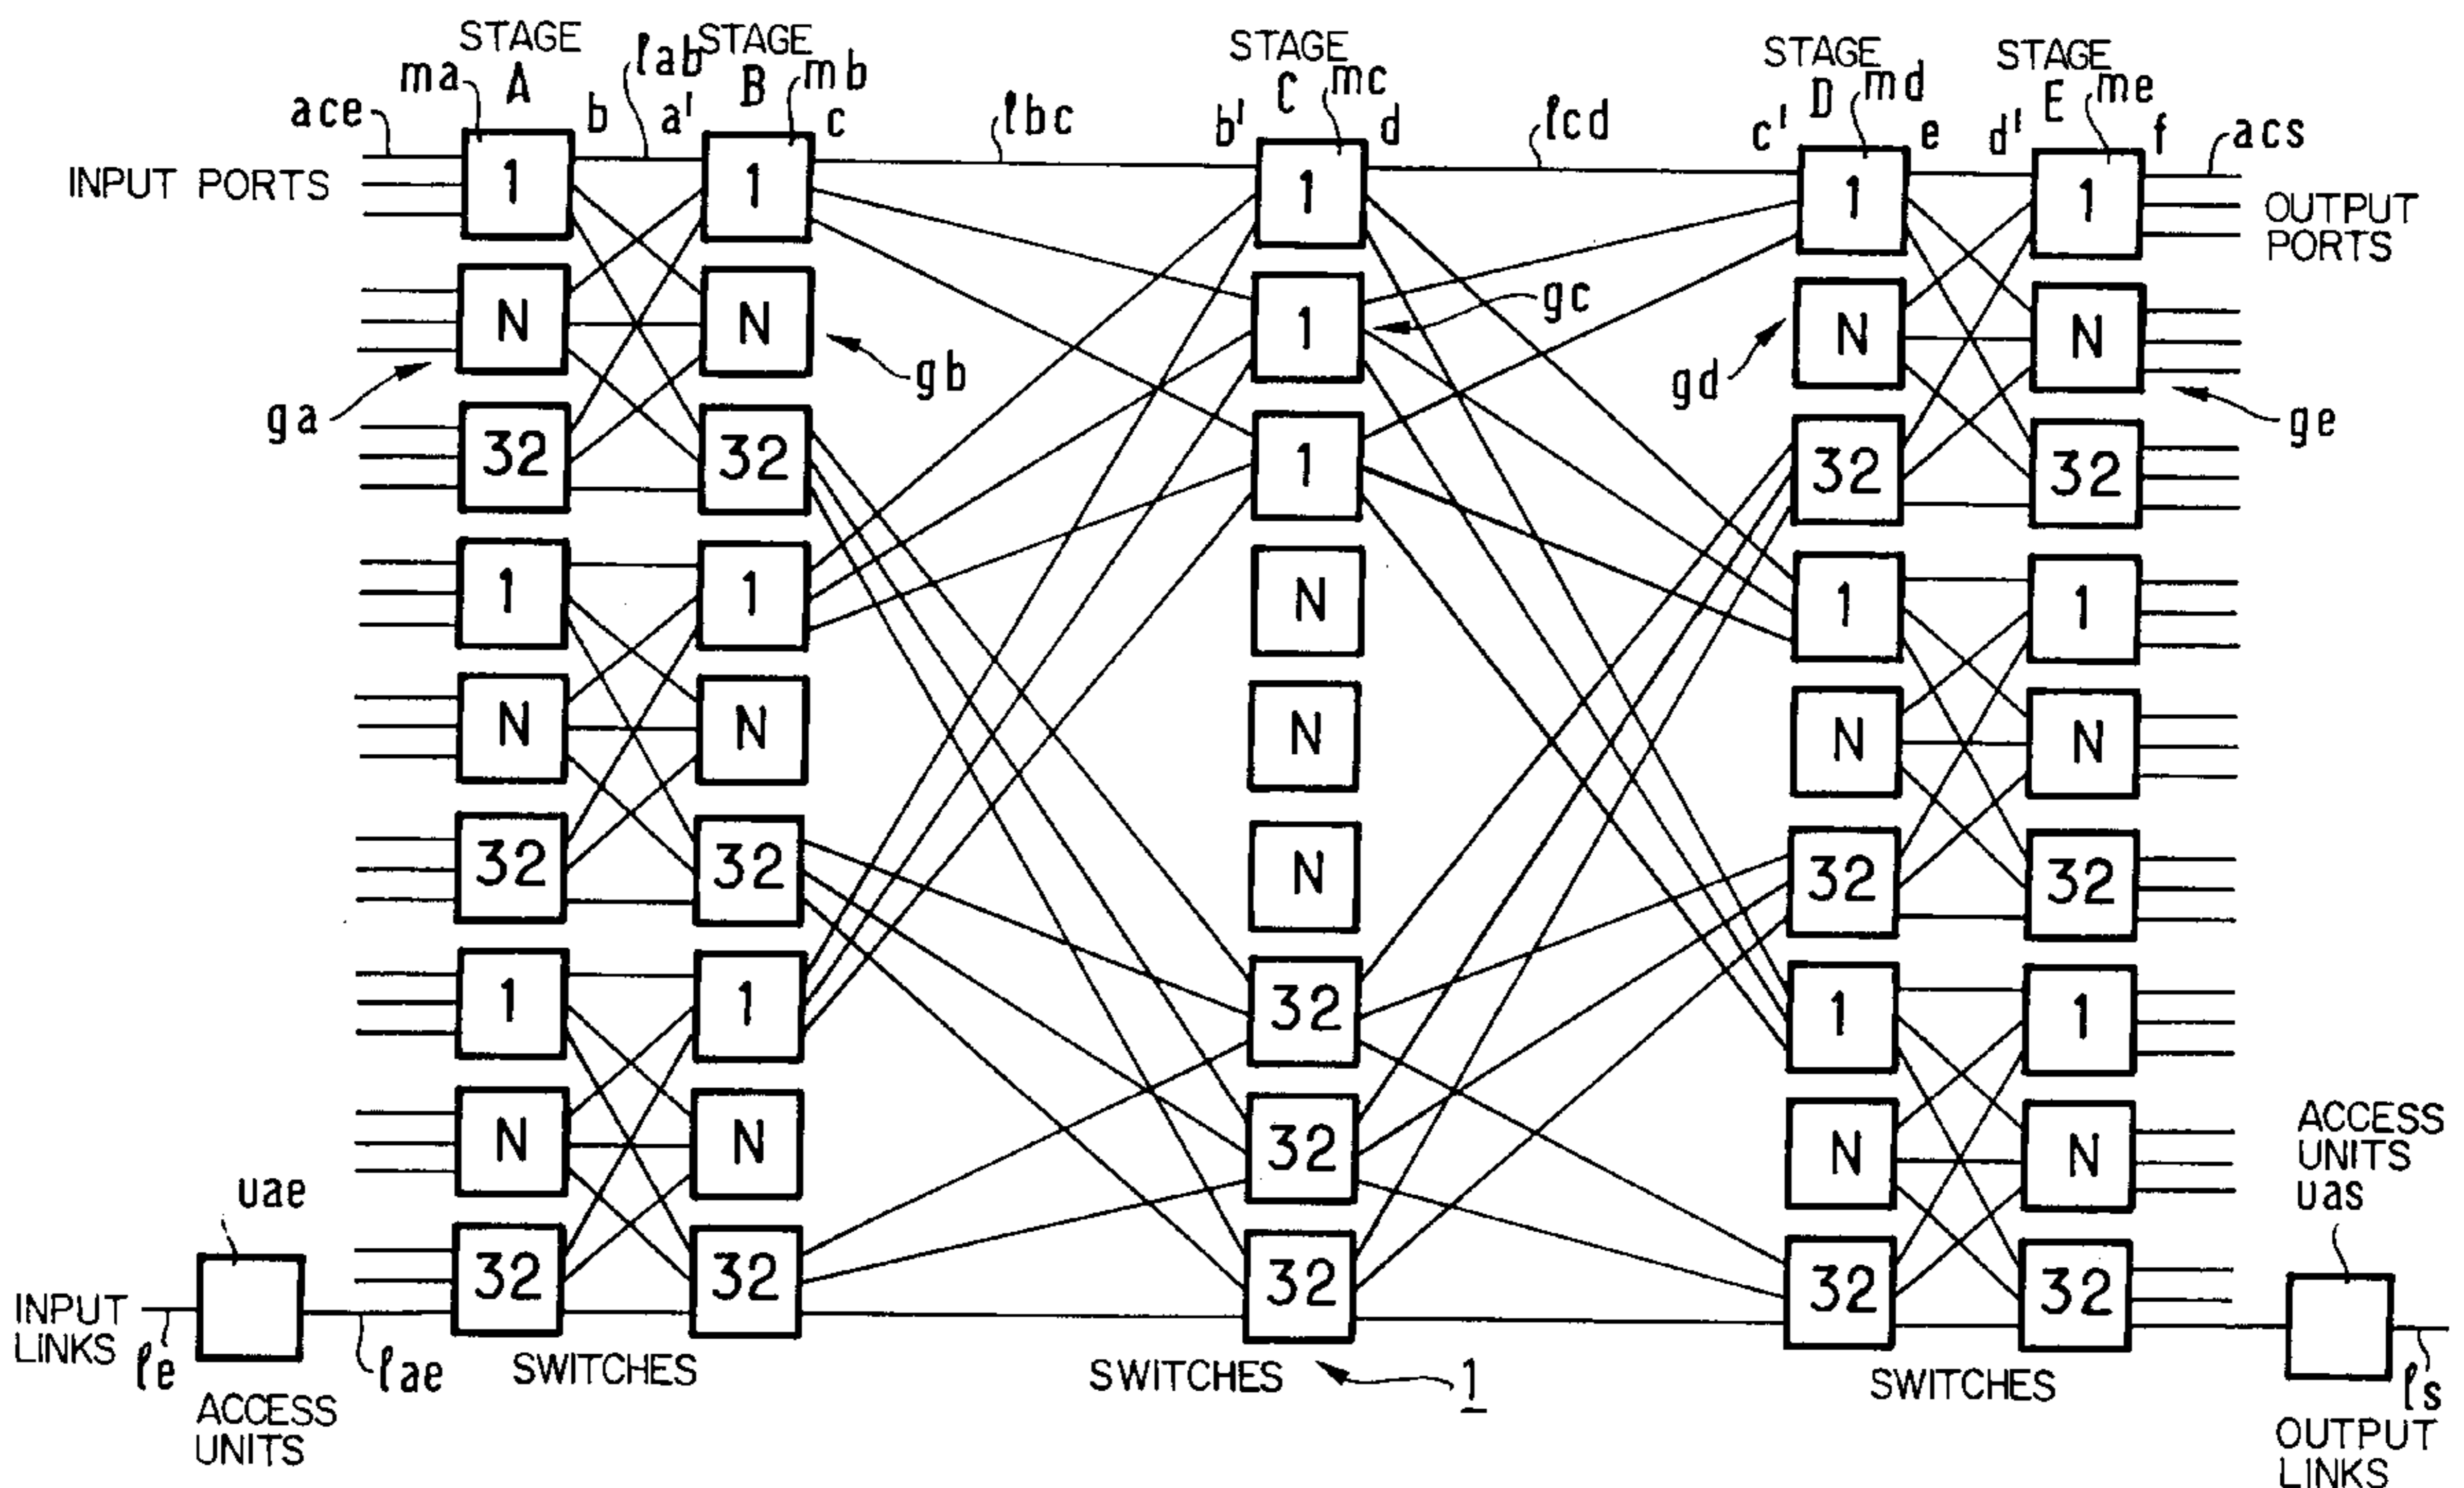 STAGE A
STAGE B
STAGE C
STAGE D
STAGE E
ma
ℓab
mb
mc
md
me
ace
b
a'
c
ℓbc
b'
d
ℓcd
c'
e
d'
f
acs
INPUT PORTS
OUTPUT PORTS
1 1 1 1 1
N N 1 N N
ga
gb
gc
gd
ge
32 32 1 32 32
1 1 N 1 1
N N N N N
32 32 N 32 32
1 1 32 1 1
N N 32 N N
32 32 32 32 32
uae
ACCESS UNITS
uas
INPUT LINKS
ℓe
ℓae
ACCESS UNITS
SWITCHES
SWITCHES
1
SWITCHES
ℓs
OUTPUT LINKS